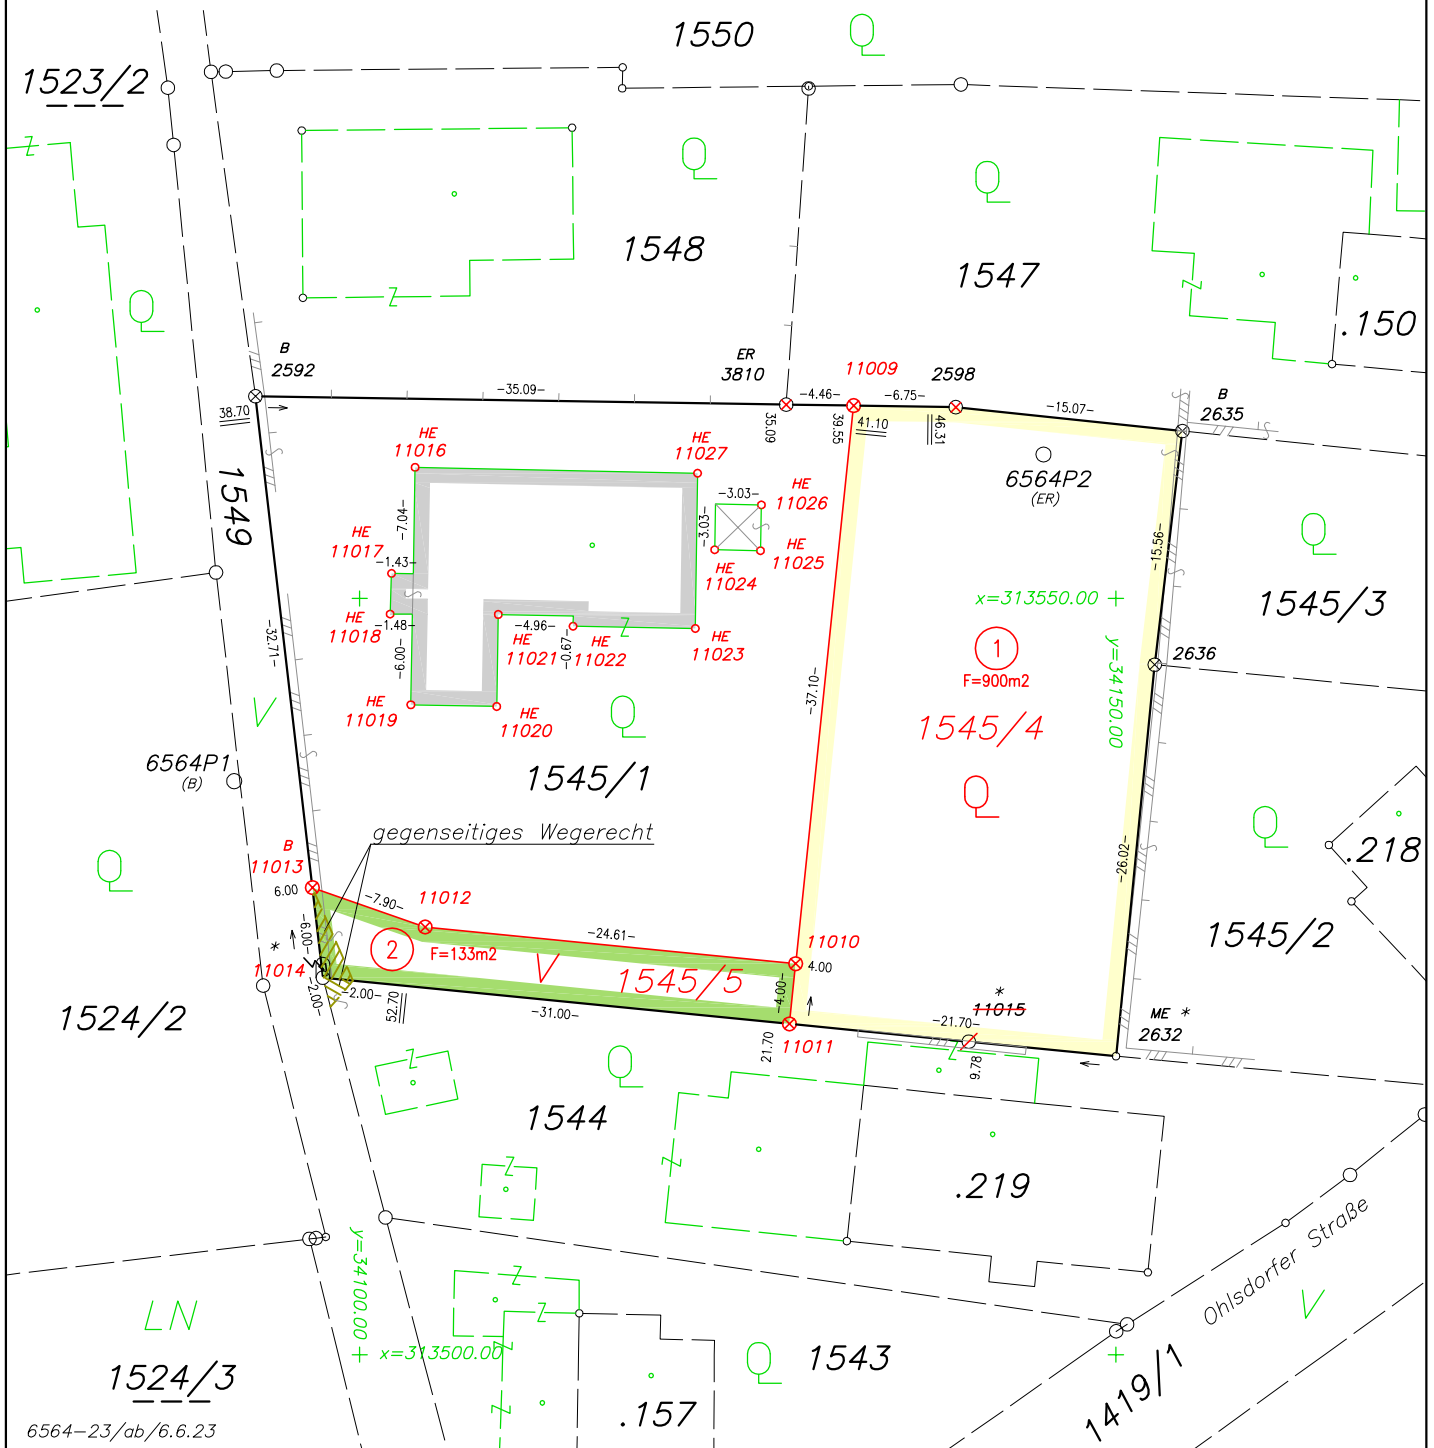 1550
Q
1523/2
Z
Q
Q
1548
1547
Z
Q
Z
.150
B
2592
ER
3810
11009
2598
B
2635
-35.09-
-4.46-
-6.75-
-15.07-
38.70
35.09
39.55
41.10
46.31
HE
11016
HE
11027
6564P2
(ER)
1549
-7.04-
-3.03-
-3.03-
HE
11026
HE
11017
-1.43-
HE
11025
HE
11024
-15.56-
Q
1545/3
x=313550.00
HE
11018
-1.48-
-6.00-
-4.96-
-0.67-
HE
11021
HE
11022
Z
HE
11023
-32.71-
1
F=900m2
y=34150.00
2636
HE
11019
HE
11020
Q
-37.10-
1545/4
V
6564P1
(B)
1545/1
Q
Q
.218
gegenseitiges Wegerecht
B
11013
6.00
-7.90-
11012
Q
-26.02-
-6.00-
2
F=133m2
-24.61-
11010
4.00
1545/2
*
11014
V
1545/5
-4.00-
-2.00-
-2.00-
52.70
-31.00-
*
11015
-21.70-
ME *
2632
1524/2
21.70
11011
9.78
Z
Q
Z
1544
Z
Z
.219
Ohlsdorfer Straße
y=34100.00
x=313500.00
LN
Z
Z
Z
Z
Q
1543
V
1524/3
.157
1419/1
6564-23/ab/6.6.23